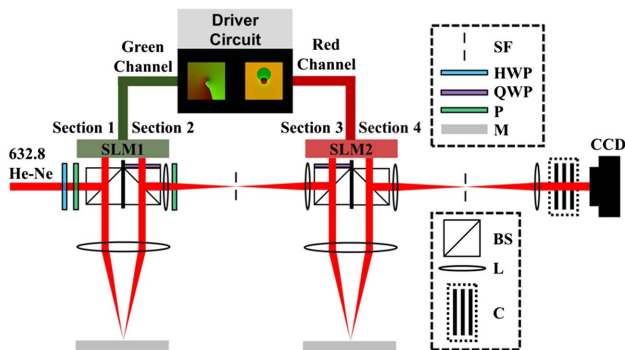 Driver
Circuit
Green
Channel
Red
Channel
Section 1
Section 2
Section 3
Section 4
SLM1
SLM2
632.8
He-Ne
SF
HWP
QWP
P
M
CCD
BS
L
C